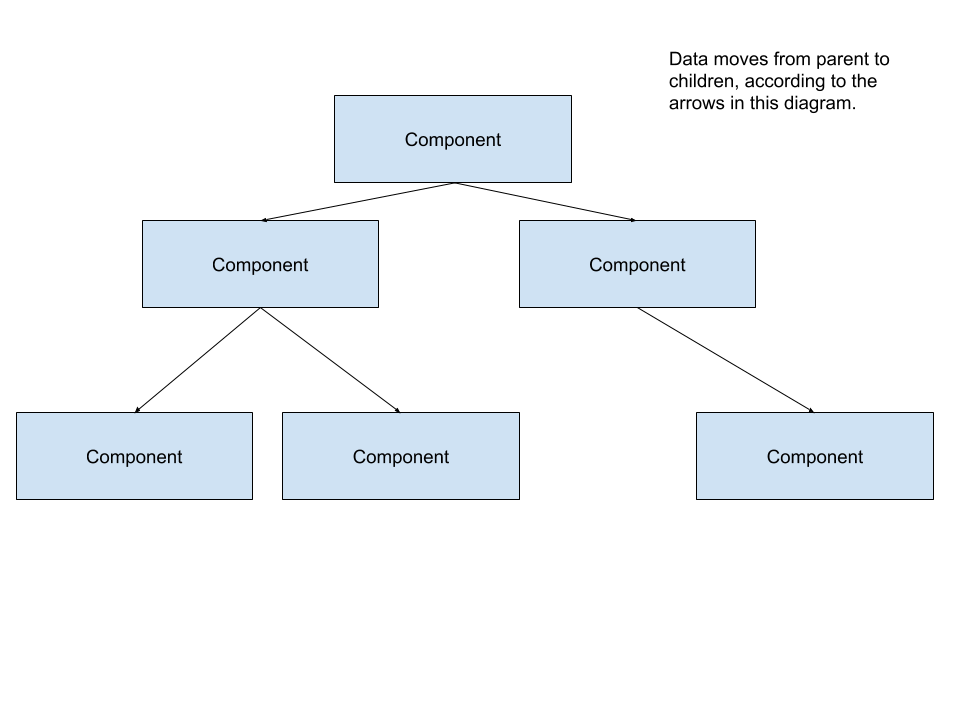 Data moves from parent to
children, according to the
arrows in this diagram.
Component
Component
Component
Component
Component
Component